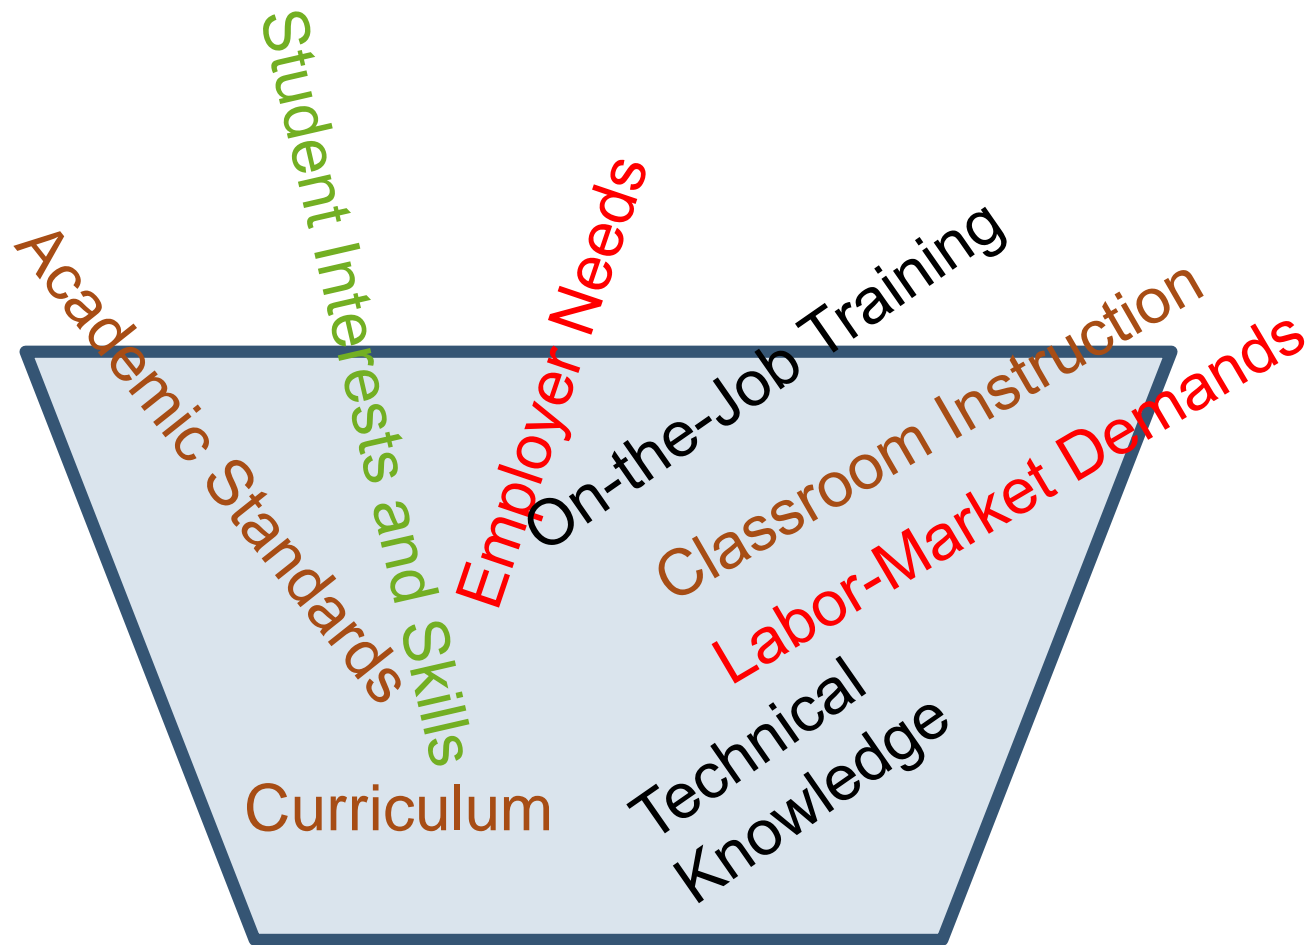 Student Interests and Skills
Academic Standards
Employer Needs
On-the-Job Training
Classroom Instruction
Labor-Market Demands
Technical
Knowledge
Curriculum